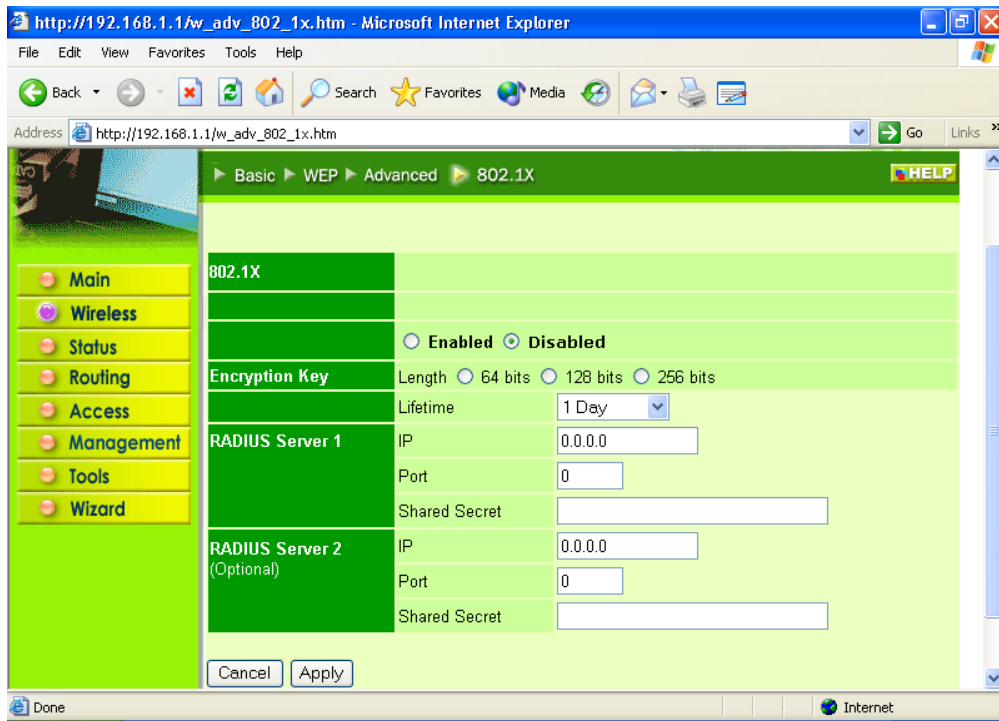 http://192.168.1.1/w_adv_802_1x.htm - Microsoft Internet Explorer
File Edit View Favorites Tools Help
Back Search Favorites Media
Address http://192.168.1.1/w_adv_802_1x.htm Go Links »
Basic WEP Advanced 802.1X HELP
Main
Wireless
Status
Routing
Access
Management
Tools
Wizard
802.1X
Enabled Disabled
Encryption Key Length 64 bits 128 bits 256 bits
Lifetime 1 Day
RADIUS Server 1 IP 0.0.0.0
Port 0
Shared Secret
RADIUS Server 2 IP 0.0.0.0
(Optional)
Port 0
Shared Secret
Cancel Apply
Done Internet